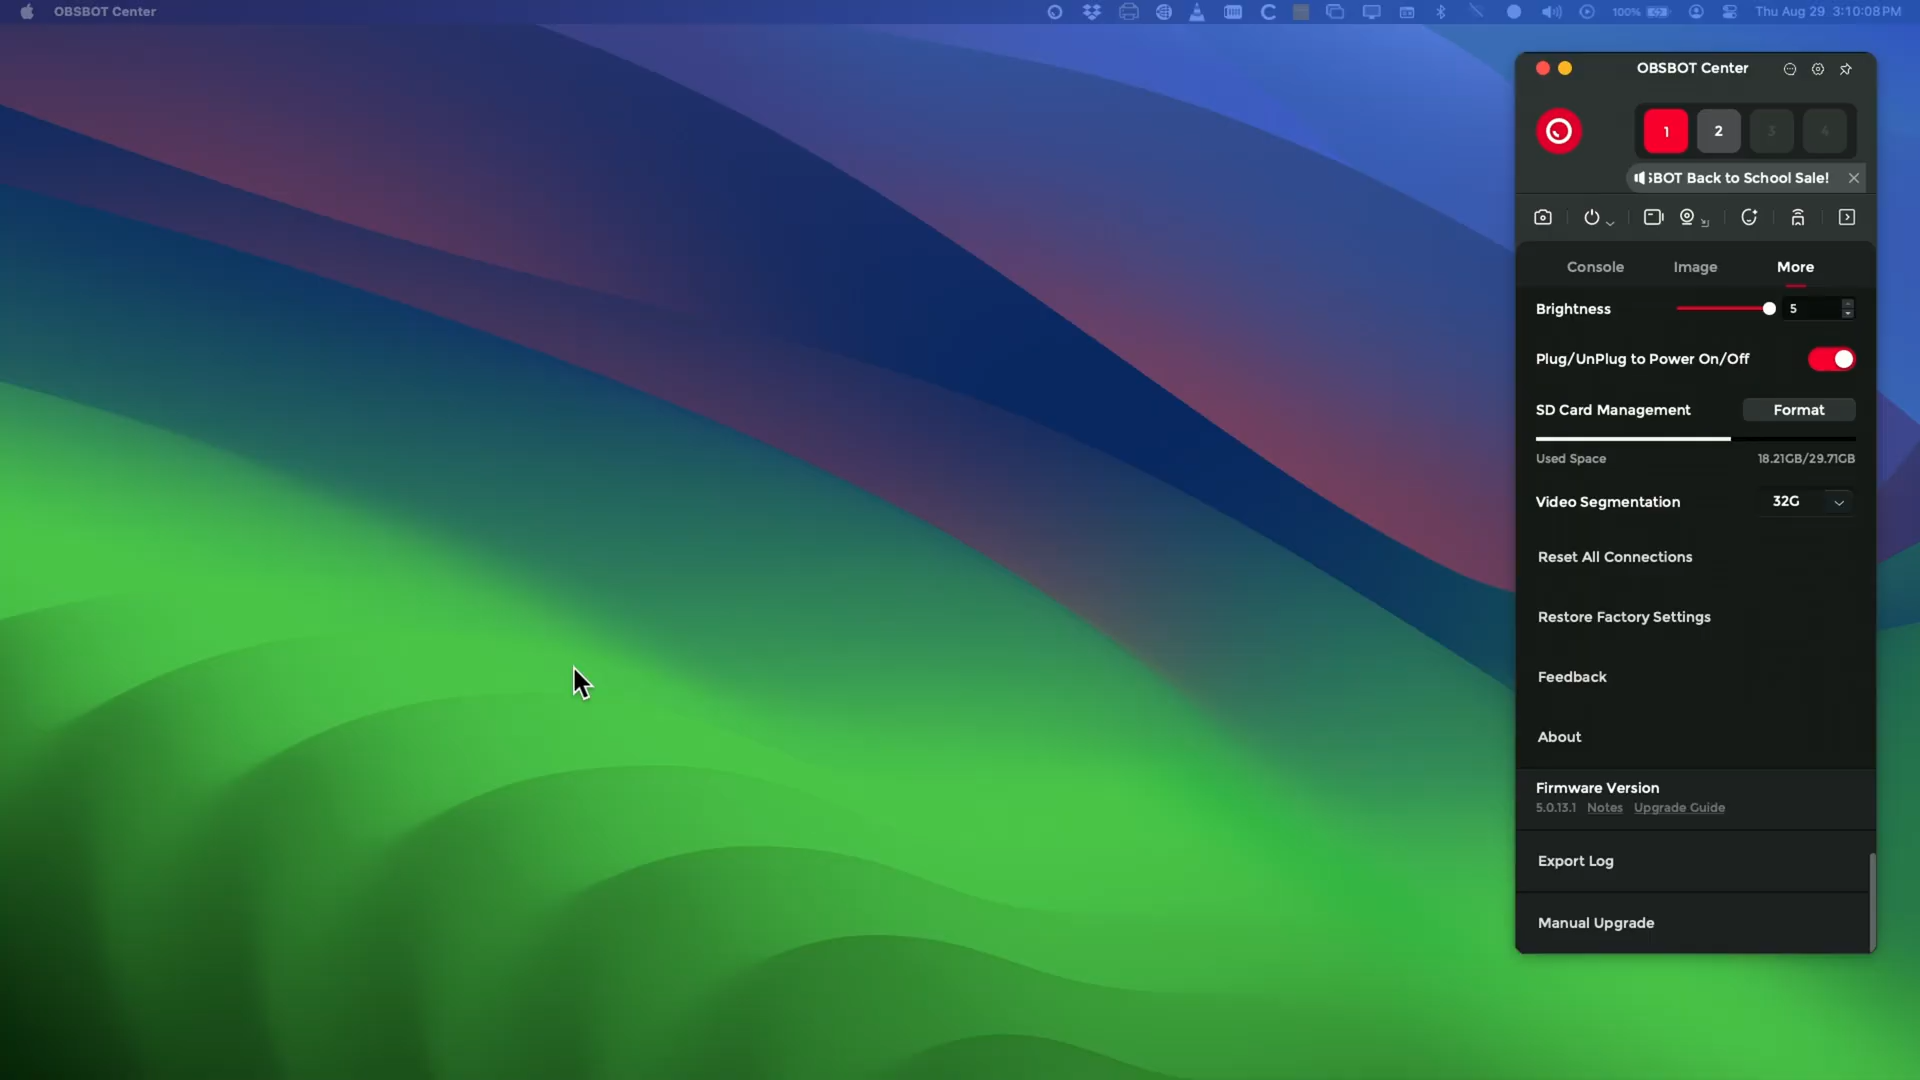 OBSBOT Center
100%
Thu Aug 29 3:10:08 PM
OBSBOT Center
1
2
3
4
SBOT Back to School Sale!
Console
Image
More
Brightness
5
Plug/UnPlug to Power On/Off
SD Card Management
Format
Used Space
18.21GB/29.71GB
Video Segmentation
32G
Reset All Connections
Restore Factory Settings
Feedback
About
Firmware Version
5.0.13.1 Notes Upgrade Guide
Export Log
Manual Upgrade